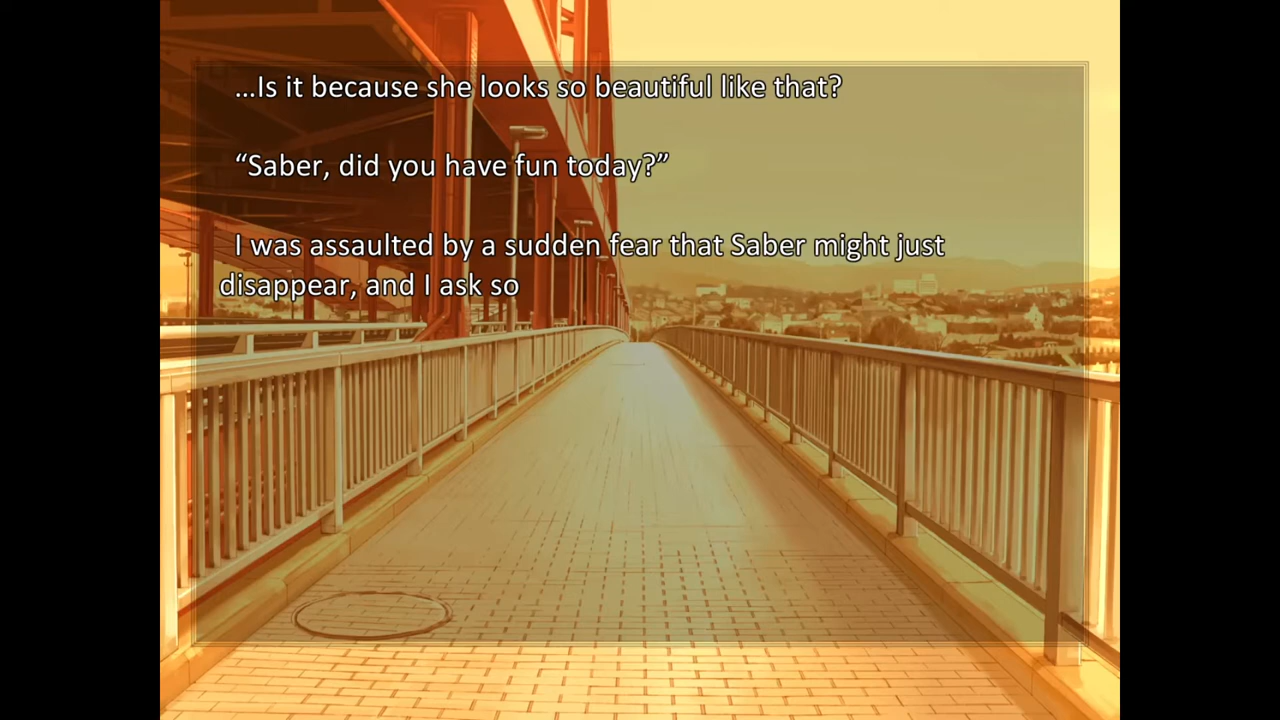 ...Is it because she looks so beautiful like that?
“Saber, did you have fun today?”
I was assaulted by a sudden fear that Saber might just
disappear, and I ask so